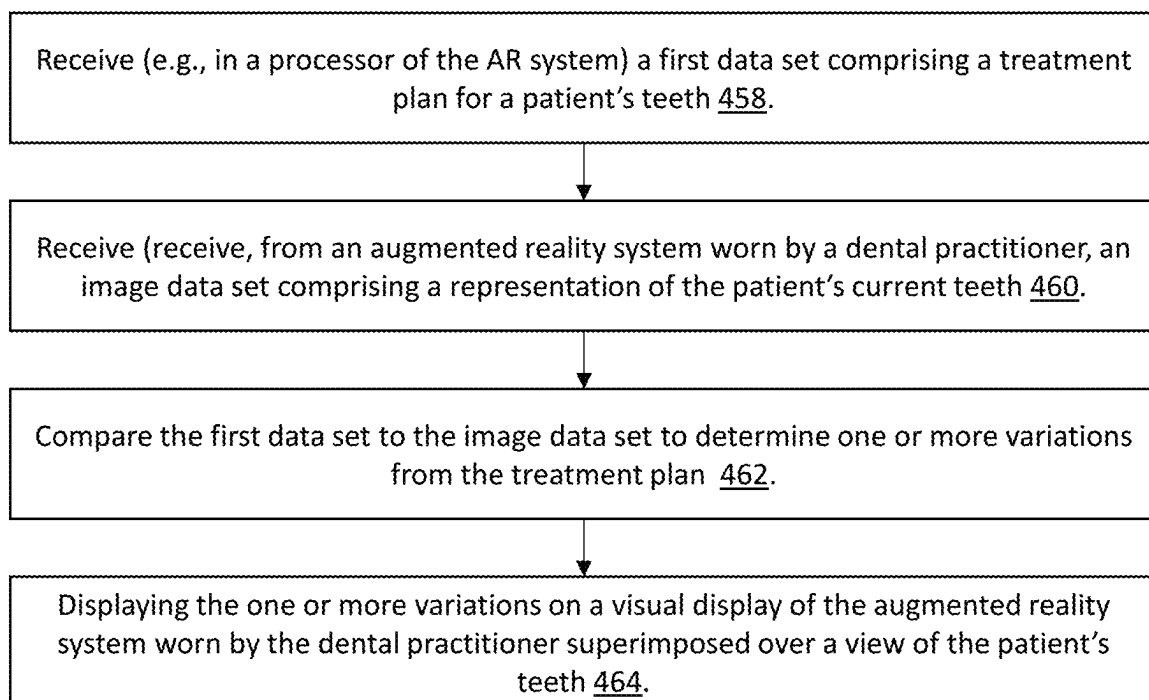 Receive (e.g., in a processor of the AR system) a first data set comprising a treatment
plan for a patient's teeth 458.
Receive (receive, from an augmented reality system worn by a dental practitioner, an
image data set comprising a representation of the patient's current teeth 460.
Compare the first data set to the image data set to determine one or more variations
from the treatment plan 462.
Displaying the one or more variations on a visual display of the augmented reality
system worn by the dental practitioner superimposed over a view of the patient's
teeth 464.